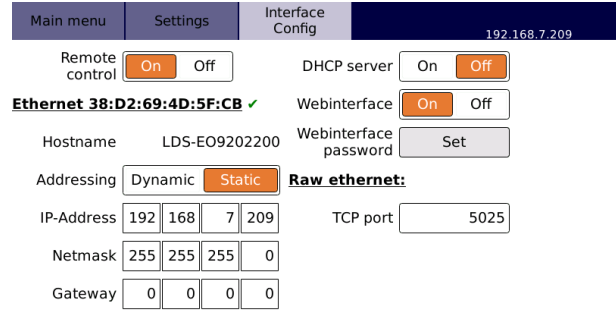 Main menu Settings Interface Config 192.168.7.209
Remote control On Off DHCP server On Off
Ethernet 38:D2:69:4D:5F:CB ✔ Webinterface On Off
Hostname LDS-EO9202200 Webinterface password Set
Addressing Dynamic Static Raw ethernet:
IP-Address 192 168 7 209 TCP port 5025
Netmask 255 255 255 0
Gateway 0 0 0 0